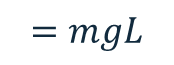 = mgL